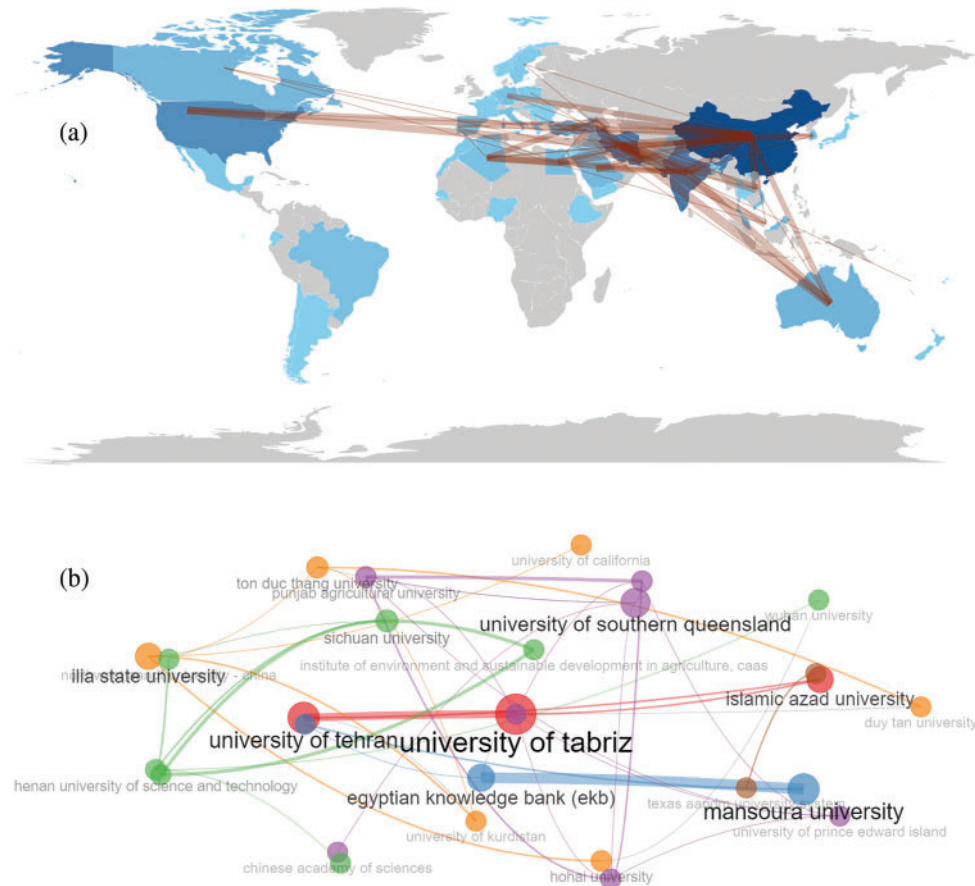 (a)
(b)
university of california
ton duc thang university
punjab agricultural university
wuhan university
university of southern queensland
sichuan university
institute of environment and sustainable development in agriculture, caas
ilia state university
- china
islamic azad university
duy tan university
university of tehran
university of tabriz
henan university of science and technology
egyptian knowledge bank (ekb)
texas aandm university system
mansoura university
university of prince edward island
university of kurdistan
chinese academy of sciences
hohai university